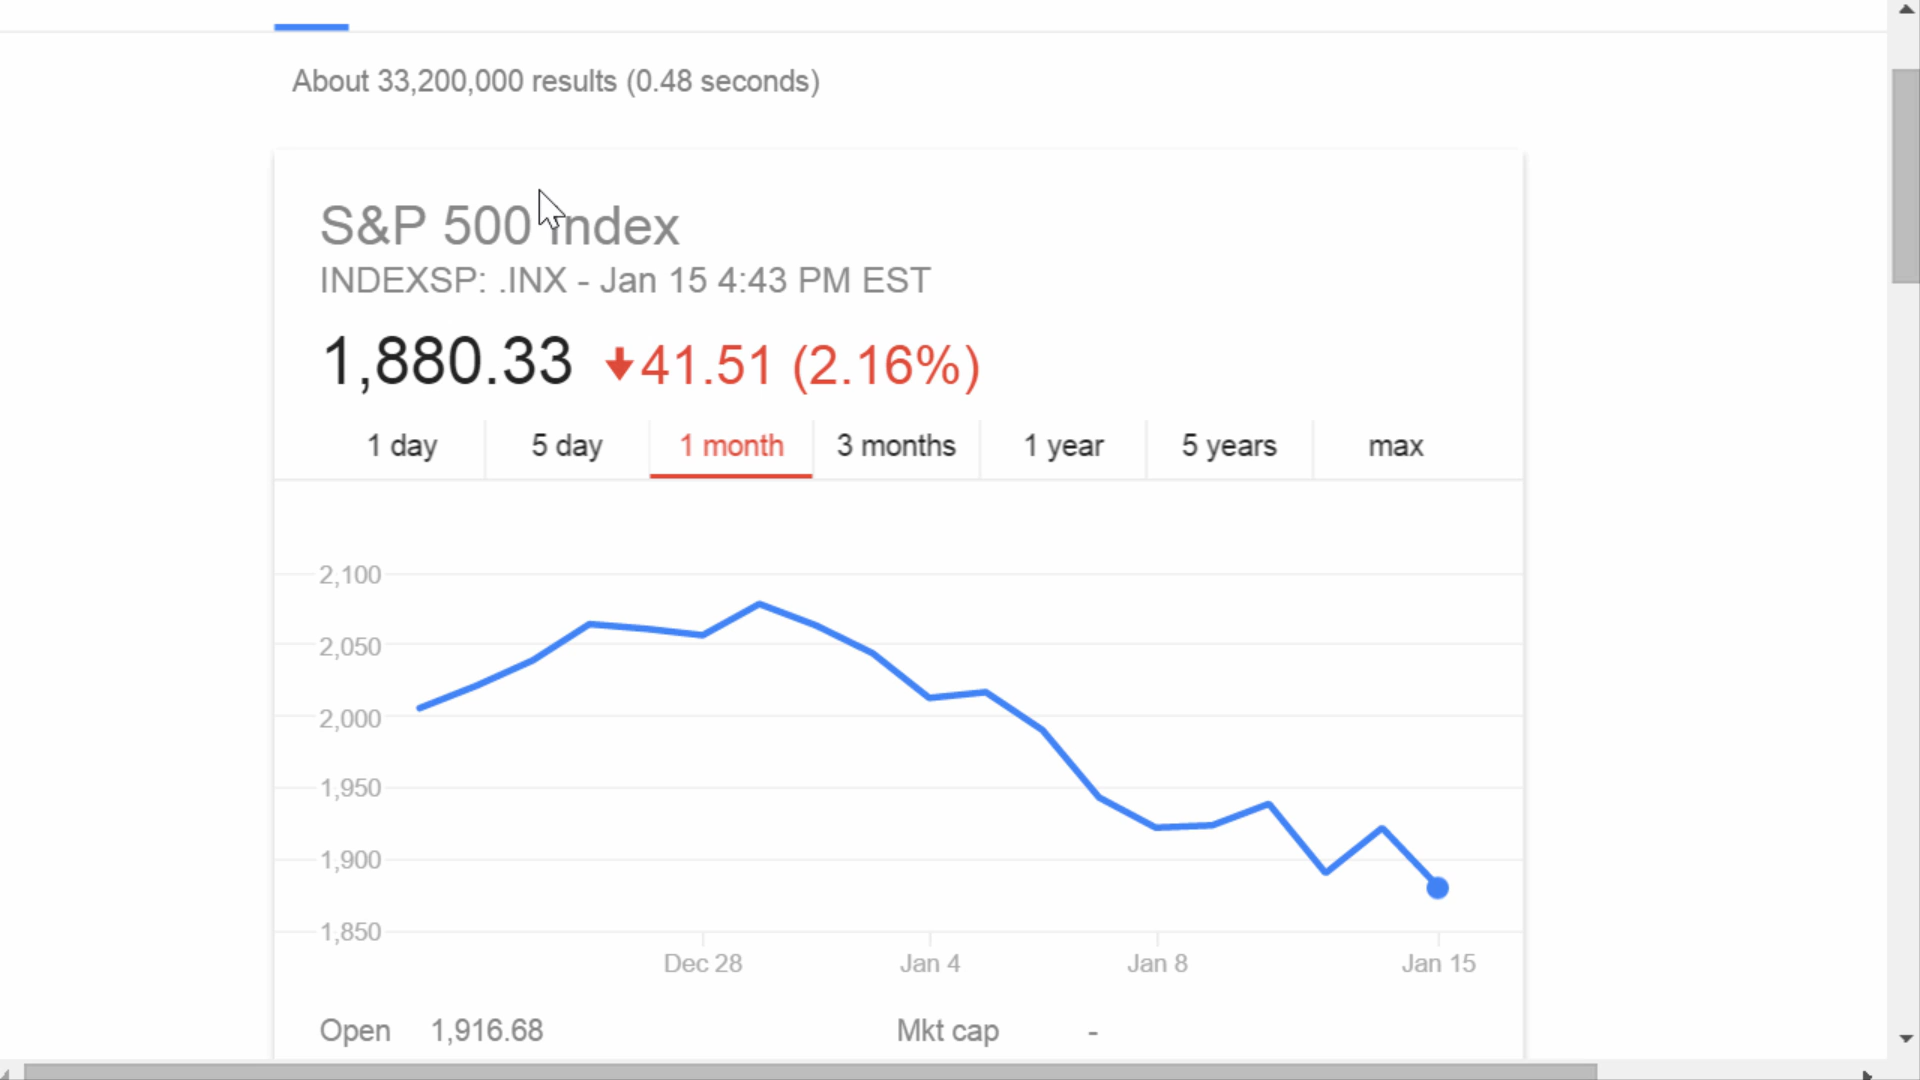 About 33,200,000 results (0.48 seconds)
S&P 500 Index
INDEXSP: .INX - Jan 15 4:43 PM EST
1,880.33 41.51 (2.16%)
1 day 5 day 1 month 3 months 1 year 5 years max
2,100
2,050
2,000
1,950
1,900
1,850
Dec 28 Jan 4 Jan 8 Jan 15
Open 1,916.68 Mkt cap -